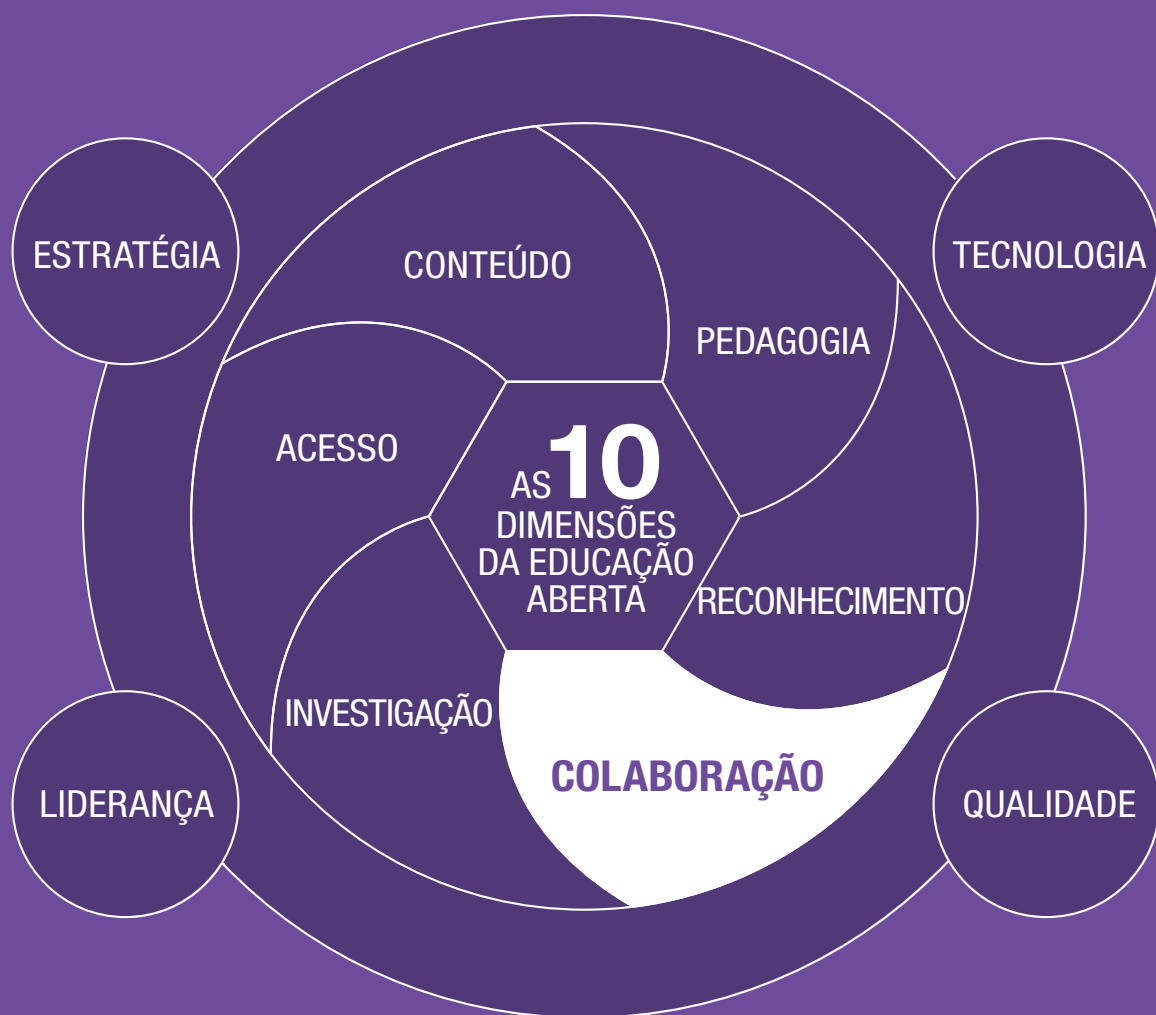 ESTRATÉGIA
TECNOLOGIA
CONTEÚDO
PEDAGOGIA
ACESSO
AS 10
DIMENSÕES
DA EDUCAÇÃO
ABERTA
RECONHECIMENTO
INVESTIGAÇÃO
COLABORAÇÃO
LIDERANÇA
QUALIDADE